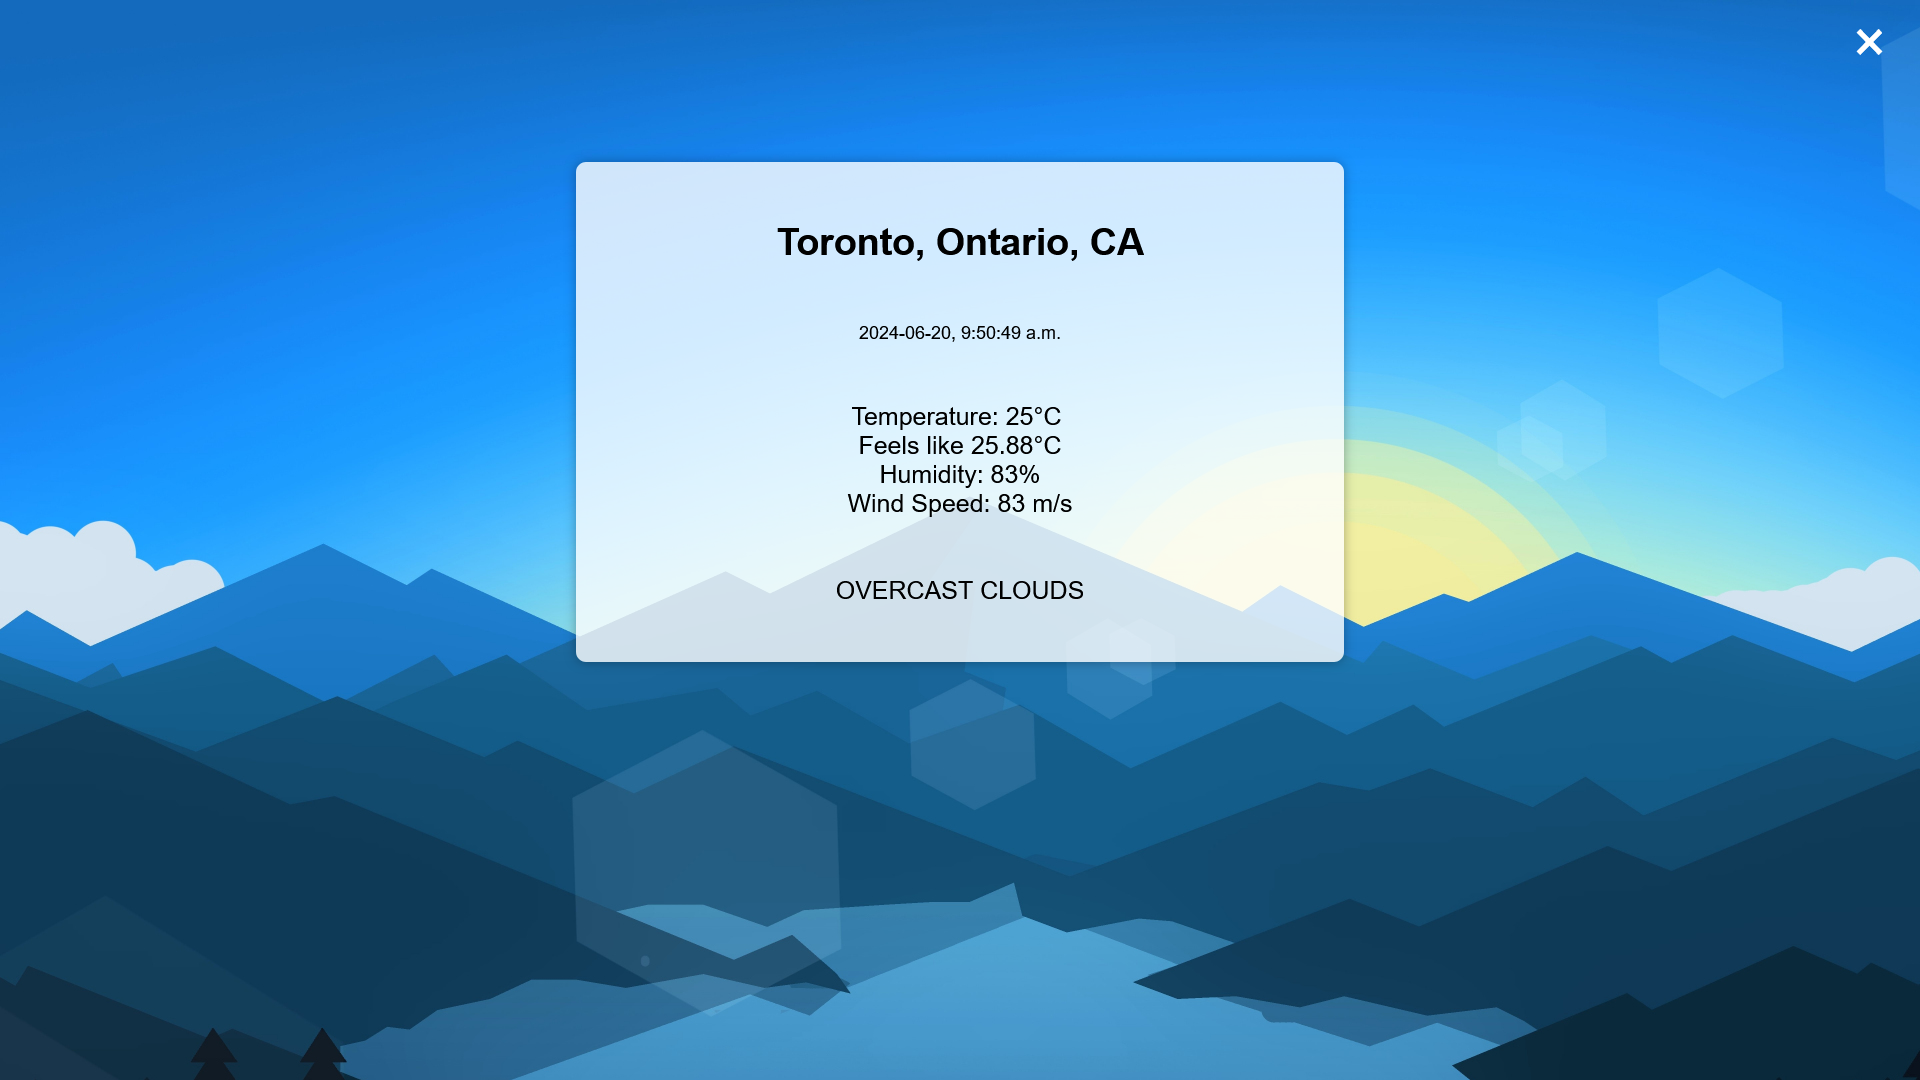 Toronto, Ontario, CA
2024-06-20, 9:50:49 a.m.
Temperature: 25°C
Feels like 25.88°C
Humidity: 83%
Wind Speed: 83 m/s
OVERCAST CLOUDS